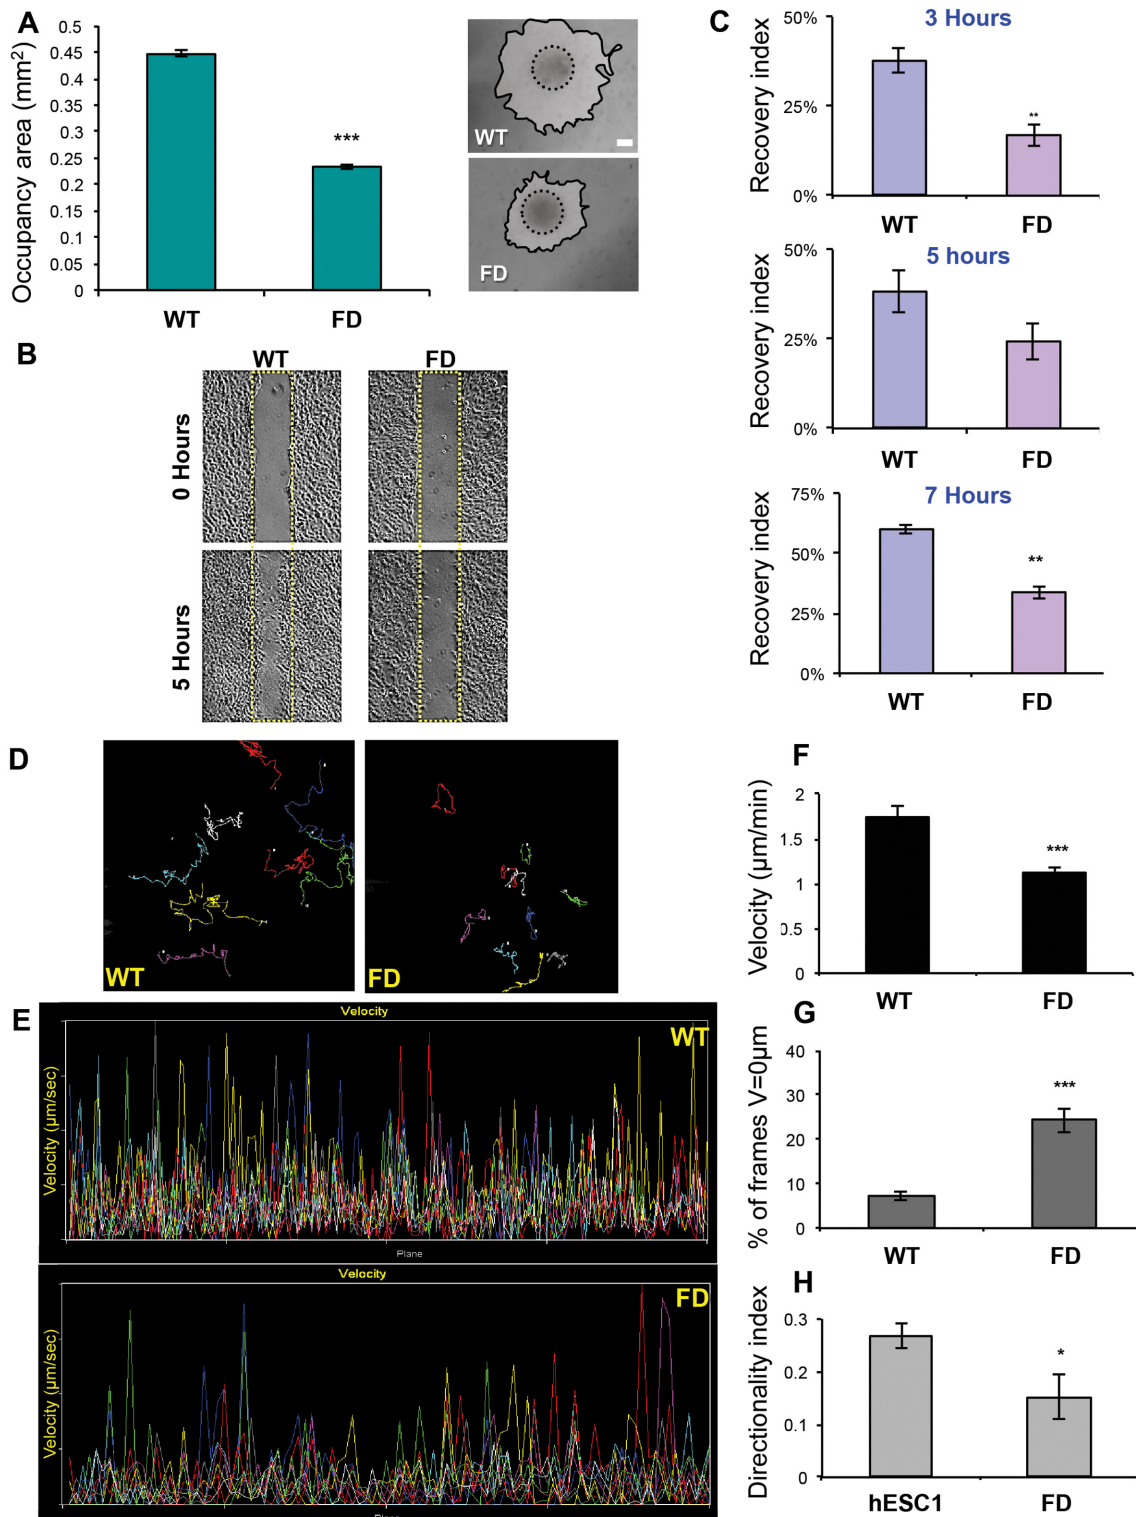 A
Occupancy area (mm²)
0.5
0.45
0.4
0.35
0.3
0.25
0.2
0.15
0.1
0.05
0
***
WT
FD
WT
FD
B
WT
FD
0 Hours
5 Hours
C
3 Hours
Recovery index
50%
25%
0%
**
WT
FD
5 hours
Recovery index
50%
25%
0%
WT
FD
7 Hours
Recovery index
75%
50%
25%
0%
**
WT
FD
D
WT
FD
E
Velocity
WT
Velocity (µm/sec)
Plane
Velocity
FD
Velocity (µm/sec)
Plane
F
Velocity (µm/min)
2
1.5
1
0.5
0
***
WT
FD
G
% of frames V=0µm
40
30
20
10
0
***
WT
FD
H
Directionality index
0.3
0.2
0.1
0
*
hESC1
FD